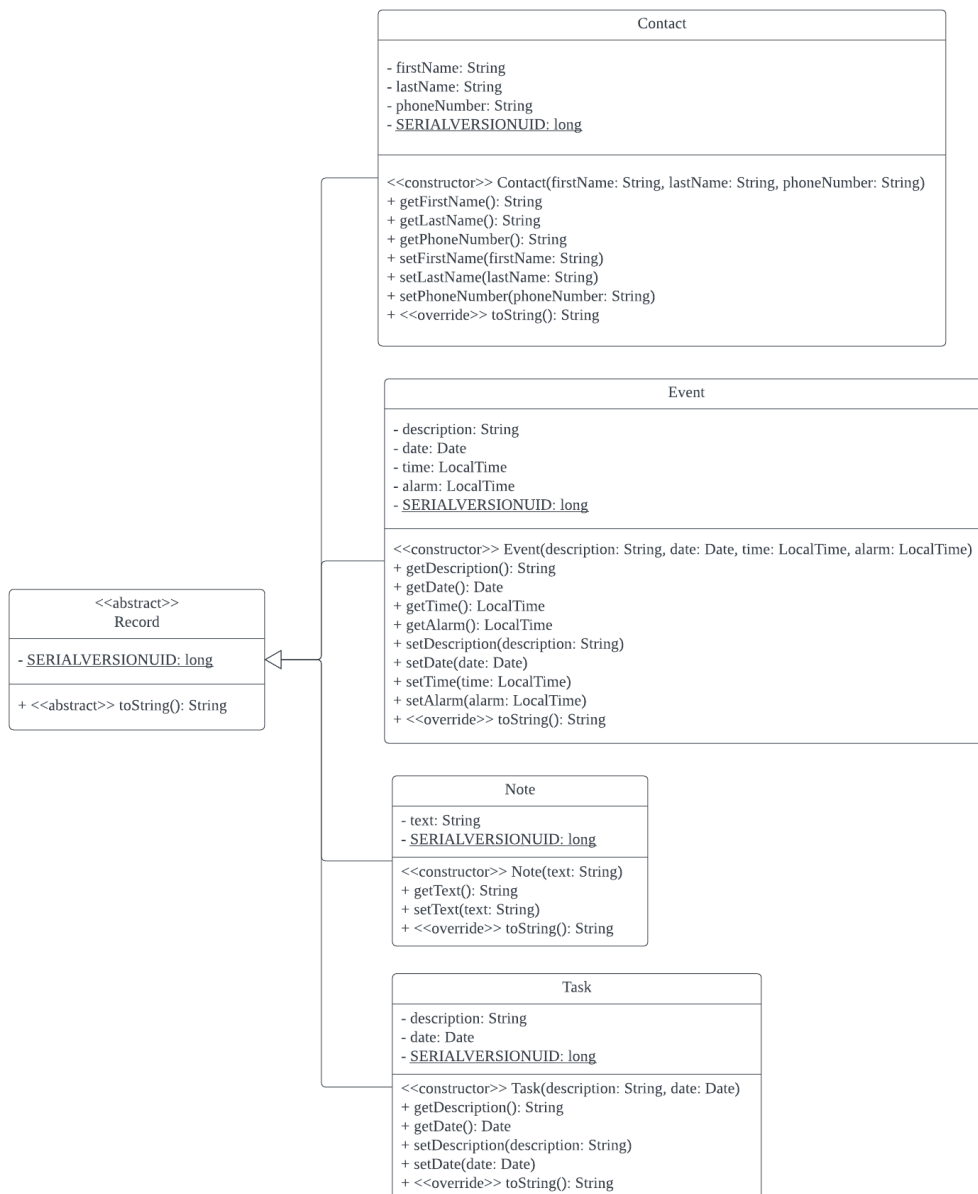 Contact
- firstName: String
- lastName: String
- phoneNumber: String
- SERIALVERSIONUID: long
<<constructor>> Contact(firstName: String, lastName: String, phoneNumber: String)
+ getFirstName(): String
+ getLastName(): String
+ getPhoneNumber(): String
+ setFirstName(firstName: String)
+ setLastName(lastName: String)
+ setPhoneNumber(phoneNumber: String)
+ <<override>> toString(): String
Event
- description: String
- date: Date
- time: LocalTime
- alarm: LocalTime
- SERIALVERSIONUID: long
<<constructor>> Event(description: String, date: Date, time: LocalTime, alarm: LocalTime)
+ getDescription(): String
+ getDate(): Date
+ getTime(): LocalTime
+ getAlarm(): LocalTime
+ setDescription(description: String)
+ setDate(date: Date)
+ setTime(time: LocalTime)
+ setAlarm(alarm: LocalTime)
+ <<override>> toString(): String
<<abstract>>
Record
- SERIALVERSIONUID: long
+ <<abstract>> toString(): String
Note
- text: String
- SERIALVERSIONUID: long
<<constructor>> Note(text: String)
+ getText(): String
+ setText(text: String)
+ <<override>> toString(): String
Task
- description: String
- date: Date
- SERIALVERSIONUID: long
<<constructor>> Task(description: String, date: Date)
+ getDescription(): String
+ getDate(): Date
+ setDescription(description: String)
+ setDate(date: Date)
+ <<override>> toString(): String